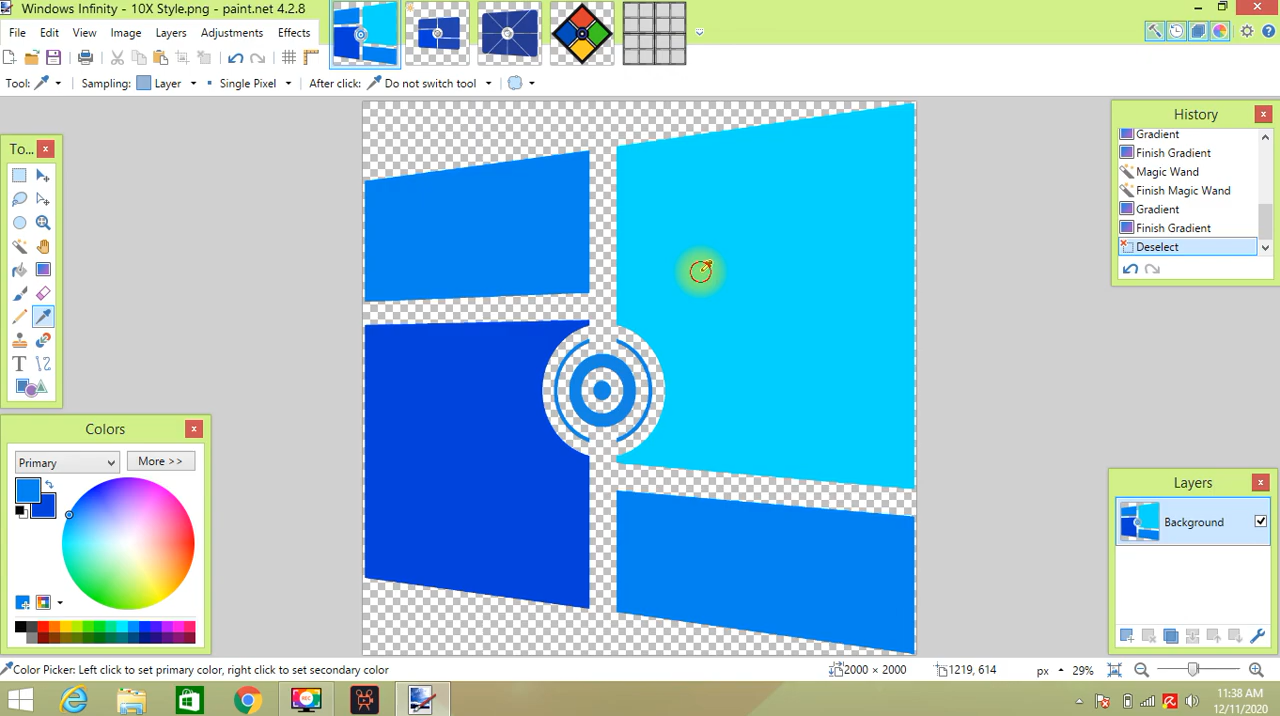 Windows Infinity - 10X Style.png - paint.net 4.2.8
File Edit View Image Layers Adjustments Effects
Tool: Sampling: Layer Single Pixel After click: Do not switch tool
To...
History
Gradient
Finish Gradient
Magic Wand
Finish Magic Wand
Gradient
Finish Gradient
Deselect
Colors
Primary More >>
Layers
Background
Color Picker: Left click to set primary color, right click to set secondary color 2000 × 2000 1219, 614 px 29%
REC
11:38 AM
12/11/2020